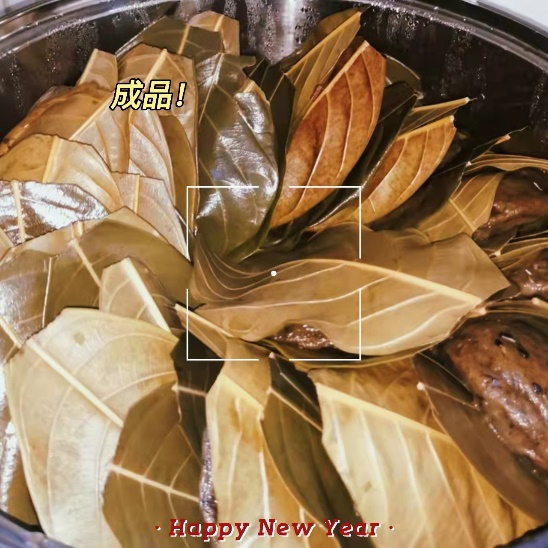 成品！
· Happy New Year ·